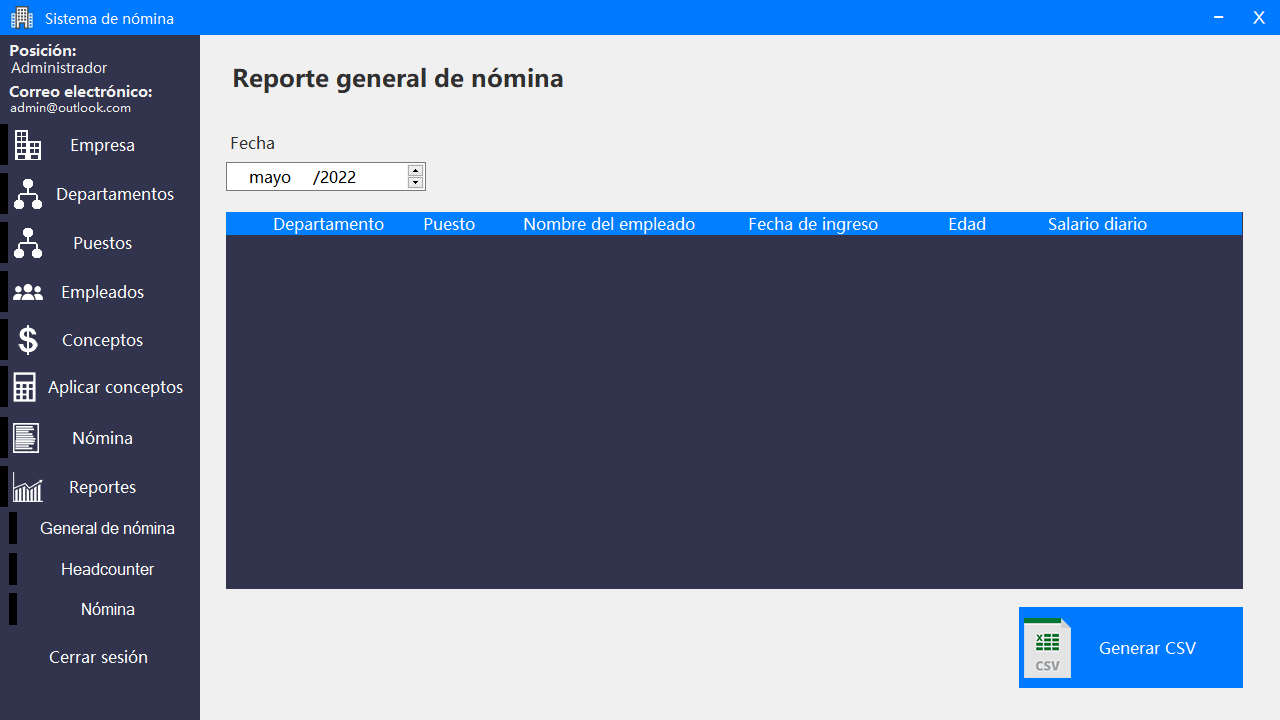 Sistema de nómina
Posición:
Administrador
Correo electrónico:
admin@outlook.com
Empresa
Departamentos
Puestos
Empleados
Conceptos
Aplicar conceptos
Nómina
Reportes
General de nómina
Headcounter
Nómina
Cerrar sesión
Reporte general de nómina
Fecha
mayo /2022
Departamento Puesto Nombre del empleado Fecha de ingreso Edad Salario diario
CSV Generar CSV